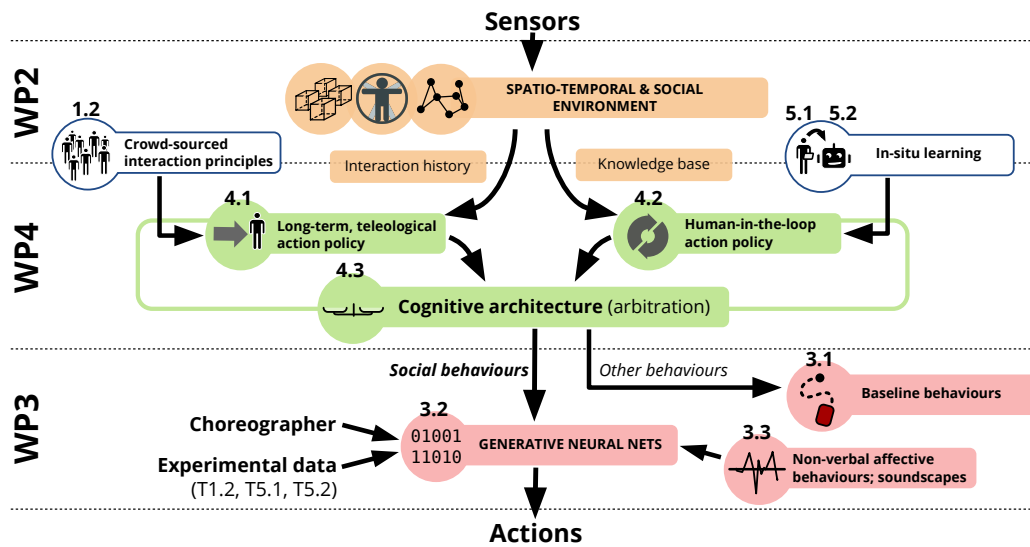 Sensors
WP2
SPATIO-TEMPORAL & SOCIAL
ENVIRONMENT
1.2
Crowd-sourced
interaction principles
5.1 5.2
In-situ learning
Interaction history
Knowledge base
WP4
4.1
Long-term, teleological
action policy
4.2
Human-in-the-loop
action policy
4.3
Cognitive architecture (arbitration)
WP3
Social behaviours
Other behaviours
3.1
Baseline behaviours
Choreographer
Experimental data
(T1.2, T5.1, T5.2)
3.2
01001
11010
GENERATIVE NEURAL NETS
3.3
Non-verbal affective
behaviours; soundscapes
Actions